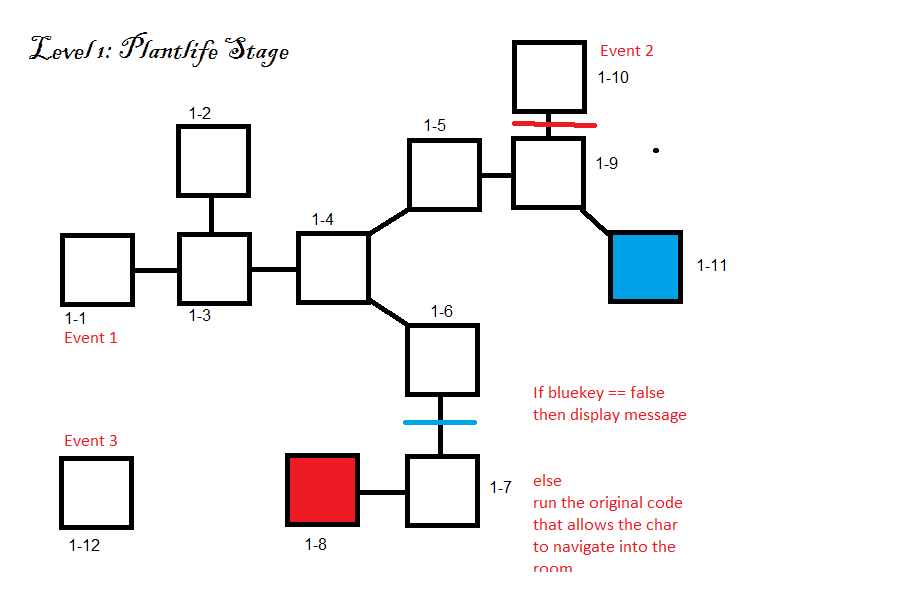 Level 1: Plantlife Stage
Event 2
1-10
1-2
1-5
1-9
1-4
1-11
1-6
1-1
1-3
Event 1
If bluekey == false
then display message
Event 3
else
1-7
run the original code
that allows the char
1-12
1-8
to navigate into the
room